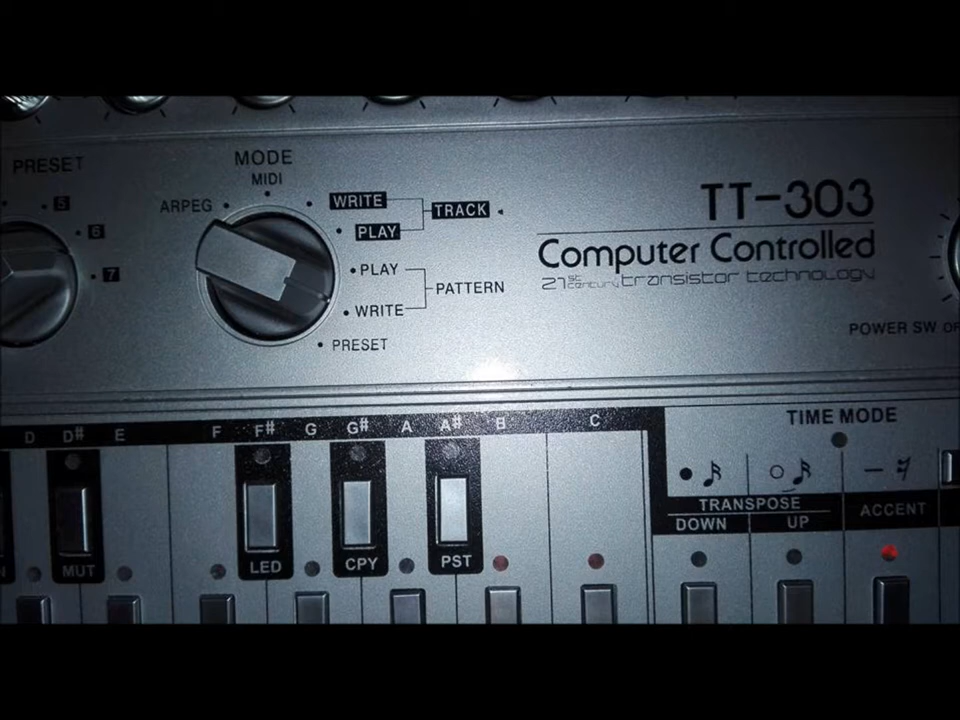 PRESET
5
6
7
MODE
MIDI
ARPEG
WRITE
PLAY
TRACK
PLAY
WRITE
PATTERN
PRESET
TT-303
Computer Controlled
21st century transistor technology
POWER SW
D D# E F F# G G# A A# B C
MUT
LED
CPY
PST
TIME MODE
TRANSPOSE
DOWN UP
ACCENT